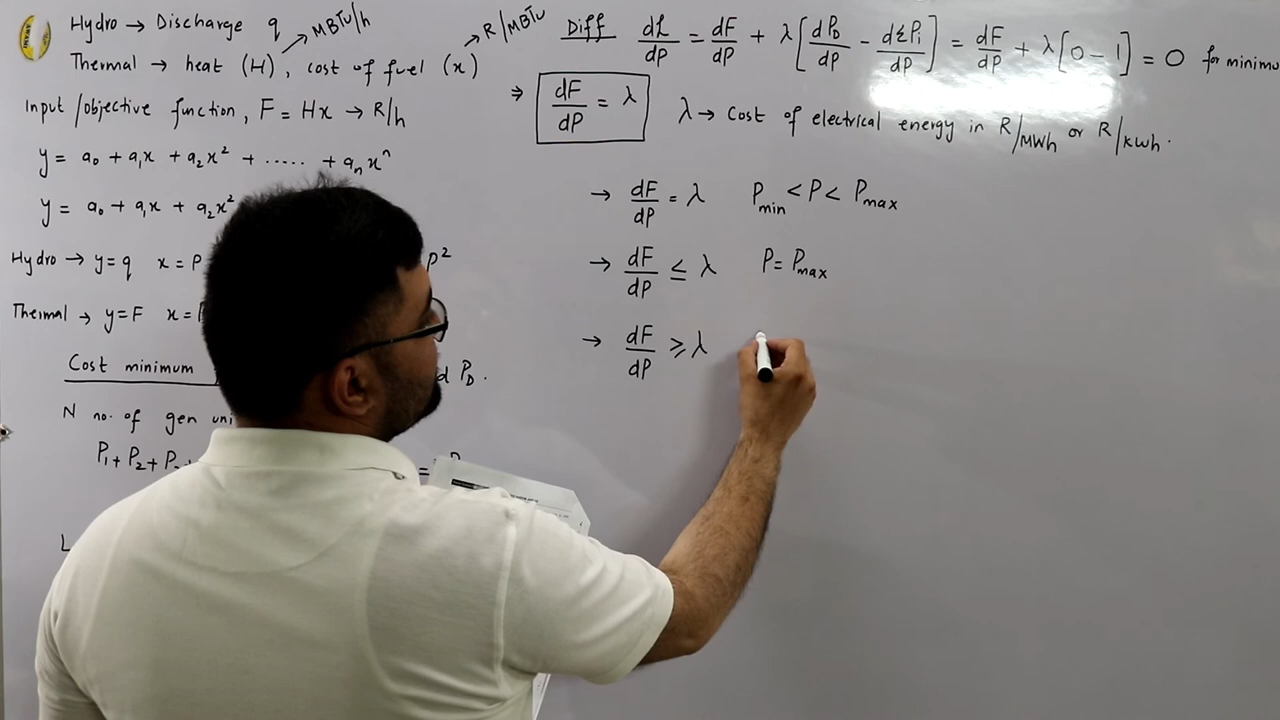 Hydro → Discharge q
MBTU/h
R/MBTU
Thermal → heat (H), cost of fuel (x)
Input/objective function, F = Hx → R/h
y = a₀ + a₁x + a₂x² + ..... + aₙxⁿ
y = a₀ + a₁x + a₂x²
Hydro → y=q x=P P²
Thermal → y=F x=
Cost minimum d P_D.
N no. of gen uni
P₁ + P₂ + P =
L
Diff dL/dP = dF/dP + λ[dP_D/dP - dΣPᵢ/dP] = dF/dP + λ[0-1] = 0 for minimu
⇒ dF/dP = λ λ → Cost of electrical energy in R/MWh or R/kWh.
→ dF/dP = λ P_min < P < P_max
→ dF/dP ≤ λ P = P_max
→ dF/dP ≥ λ